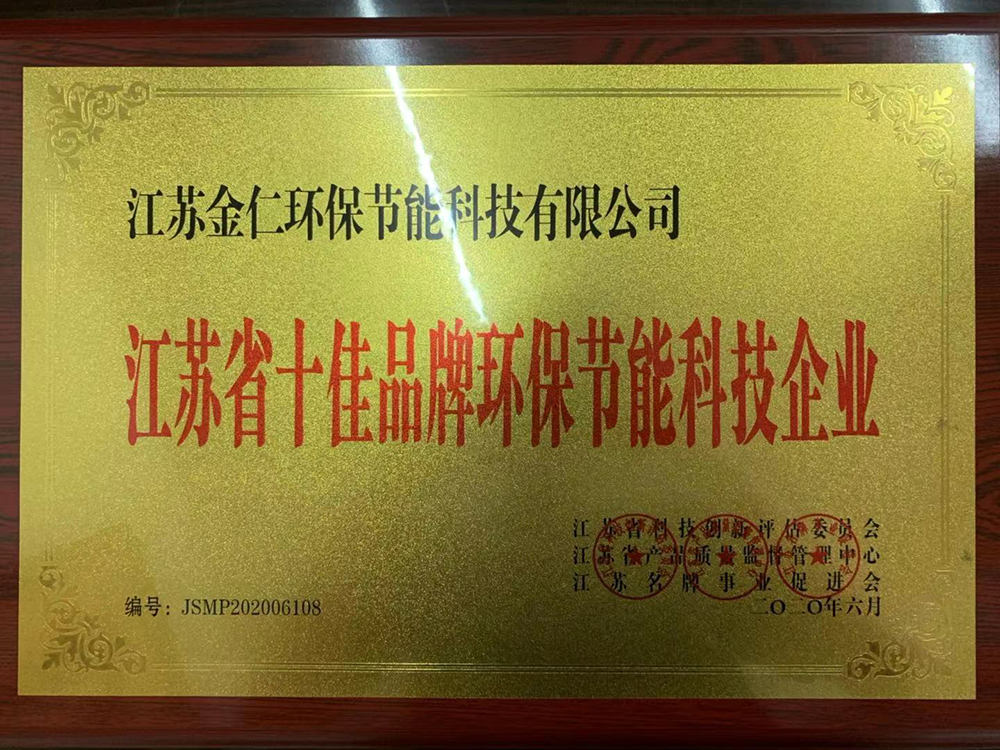 江苏金仁环保节能科技有限公司
江苏省十佳品牌环保节能科技企业
江苏省科技创新评估委员会
江苏省产品质量监督管理中心
江苏名牌事业促进会
编号：JSMP202006108
二〇二〇年六月